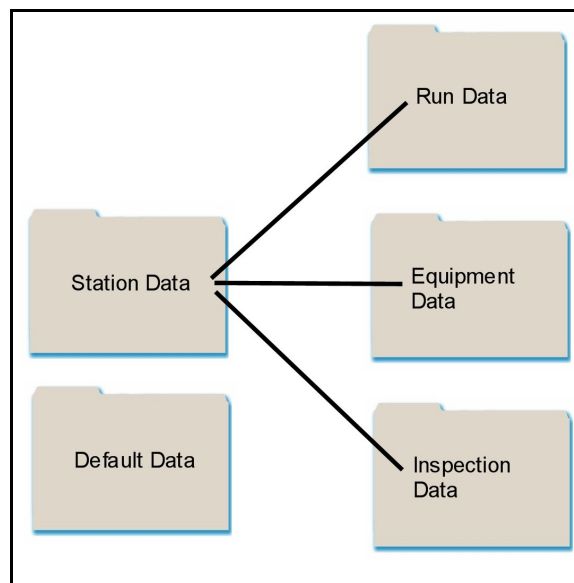 Run Data
Station Data
Equipment
Data
Default Data
Inspection
Data